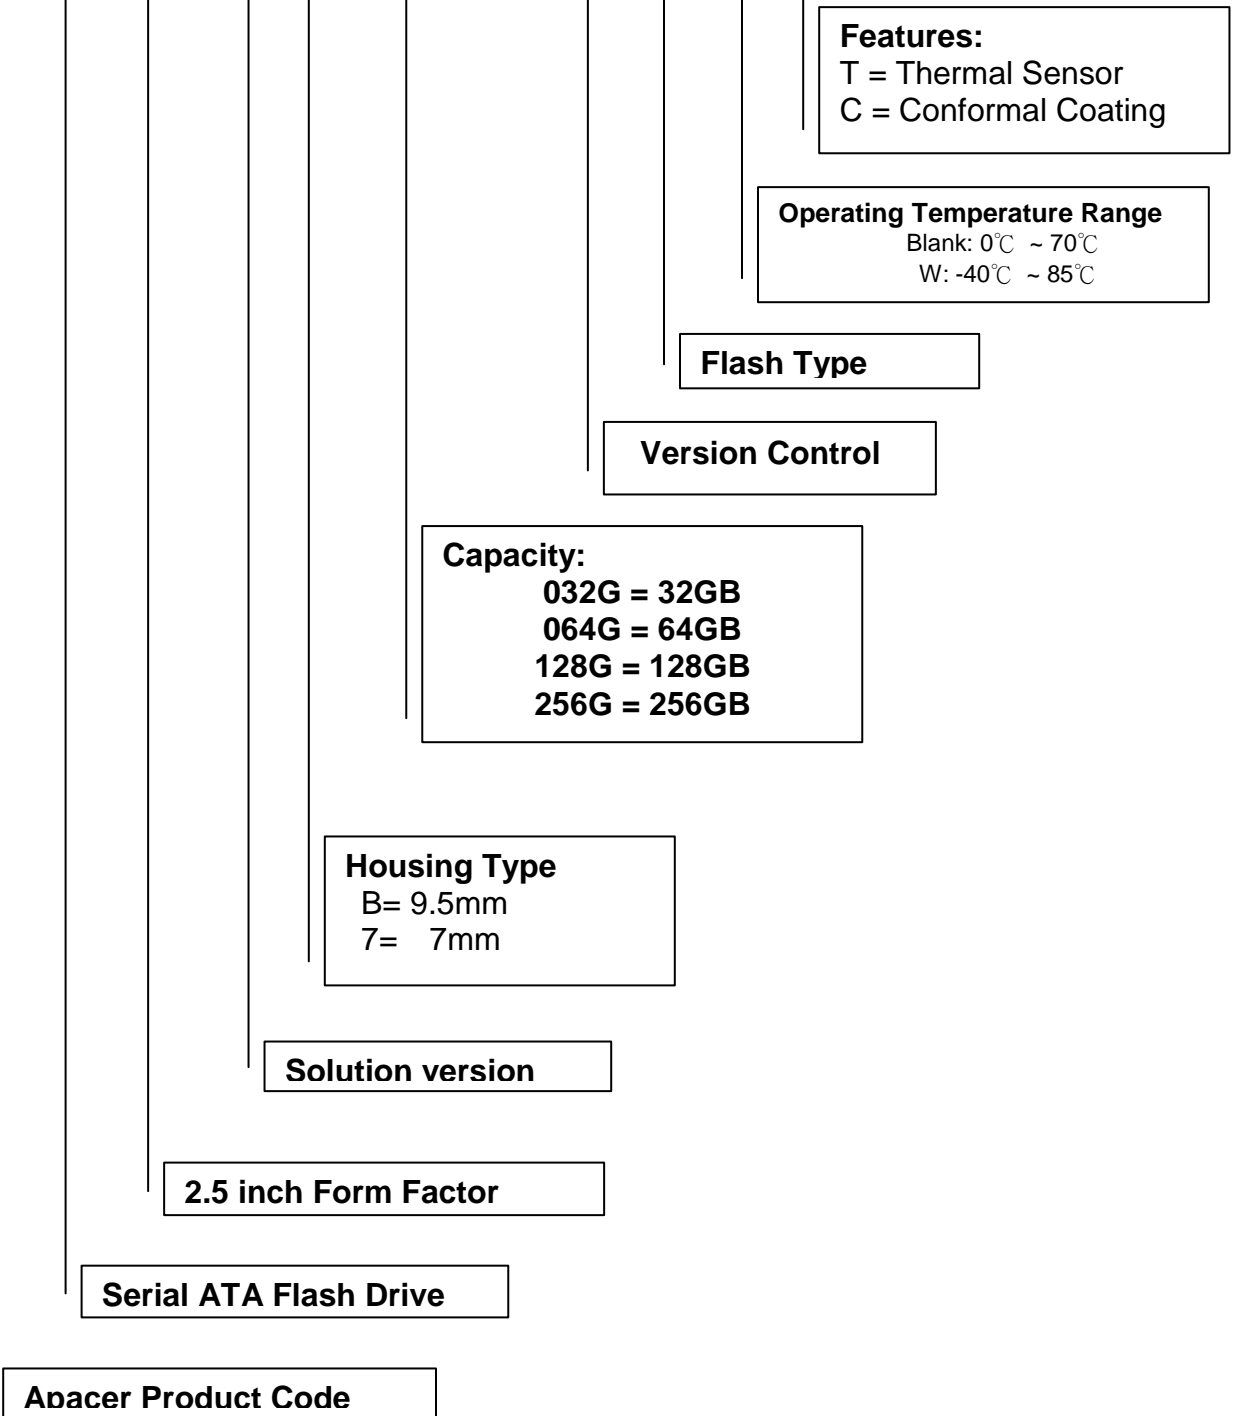 Features:
T = Thermal Sensor
C = Conformal Coating
Operating Temperature Range
Blank: 0℃ ~ 70℃
W: -40℃ ~ 85℃
Flash Type
Version Control
Capacity:
032G = 32GB
064G = 64GB
128G = 128GB
256G = 256GB
Housing Type
B= 9.5mm
7= 7mm
Solution version
2.5 inch Form Factor
Serial ATA Flash Drive
Apacer Product Code